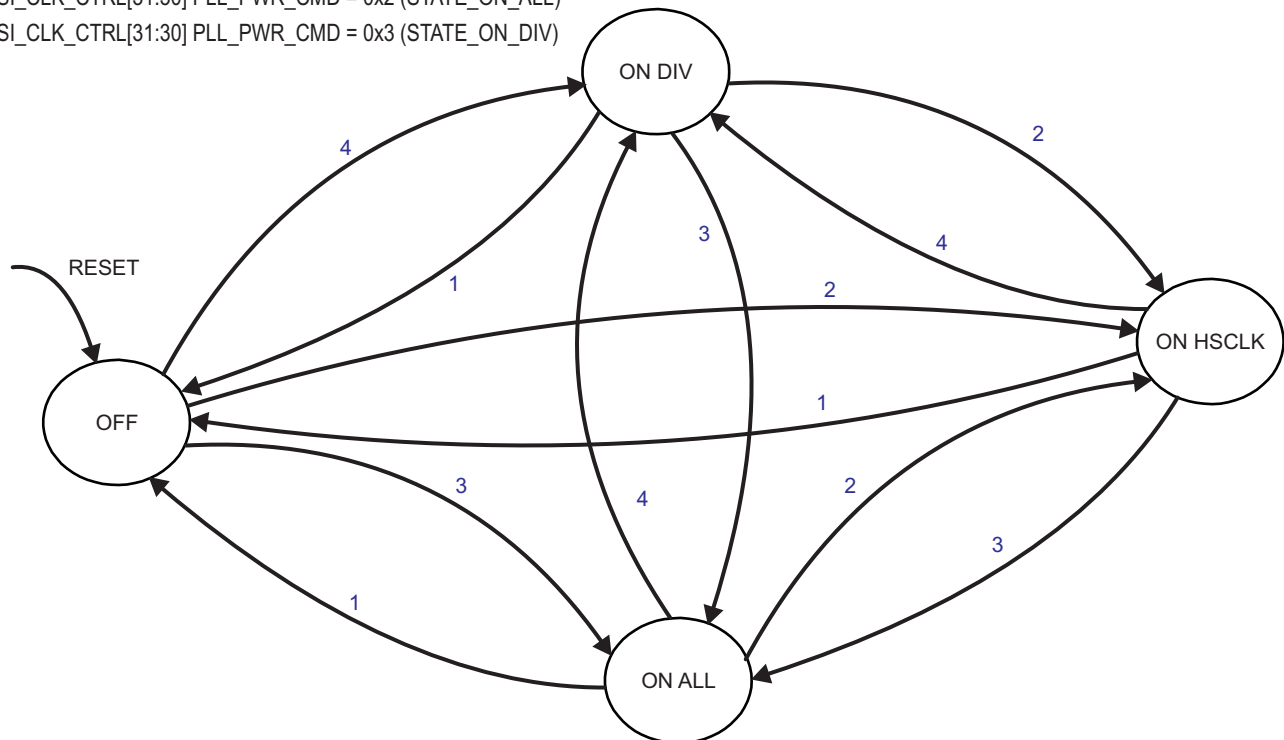 SI_CLK_CTRL[31:30] PLL_PWR_CMD = 0x2 (STATE_ON_ALL)
SI_CLK_CTRL[31:30] PLL_PWR_CMD = 0x3 (STATE_ON_DIV)
ON DIV
4
2
3
4
RESET
1
2
ON HSCLK
1
OFF
3
4
2
3
1
ON ALL